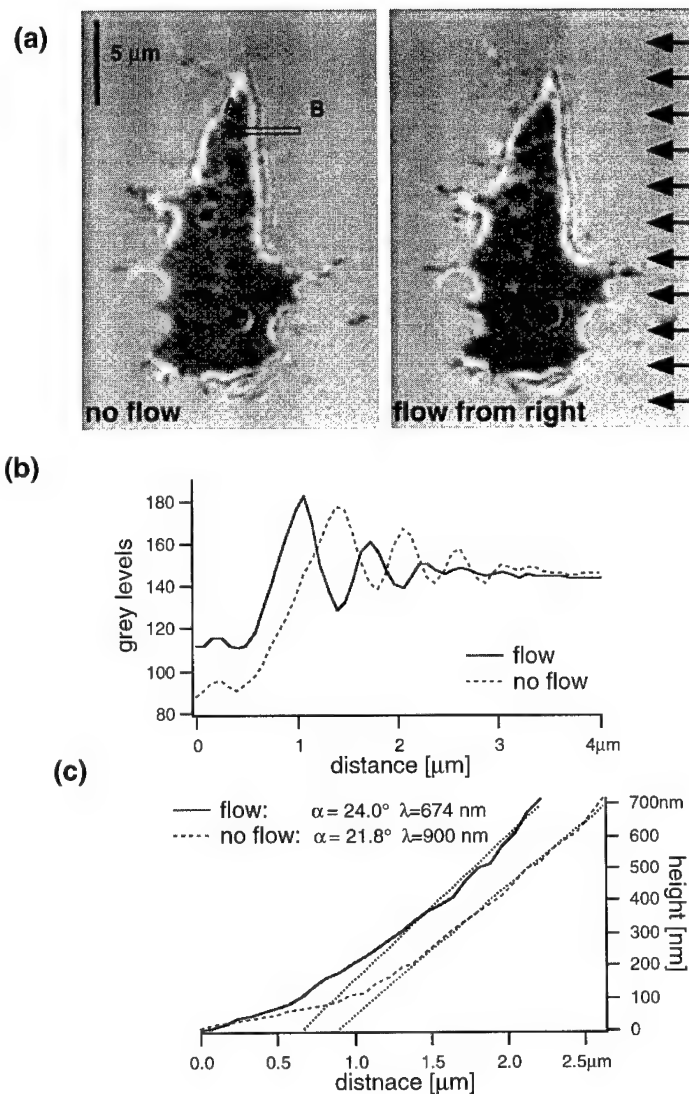 (a)
5 μm
A
B
no flow
flow from right
(b)
180
160
140
120
100
80
grey levels
flow
no flow
0
1
2
3
4μm
distance [μm]
(c)
flow: α = 24.0° λ=674 nm
no flow: α = 21.8° λ=900 nm
700nm
600
500
400
300
200
100
0
height [nm]
0.0
0.5
1.0
1.5
2.0
2.5μm
distnace [μm]